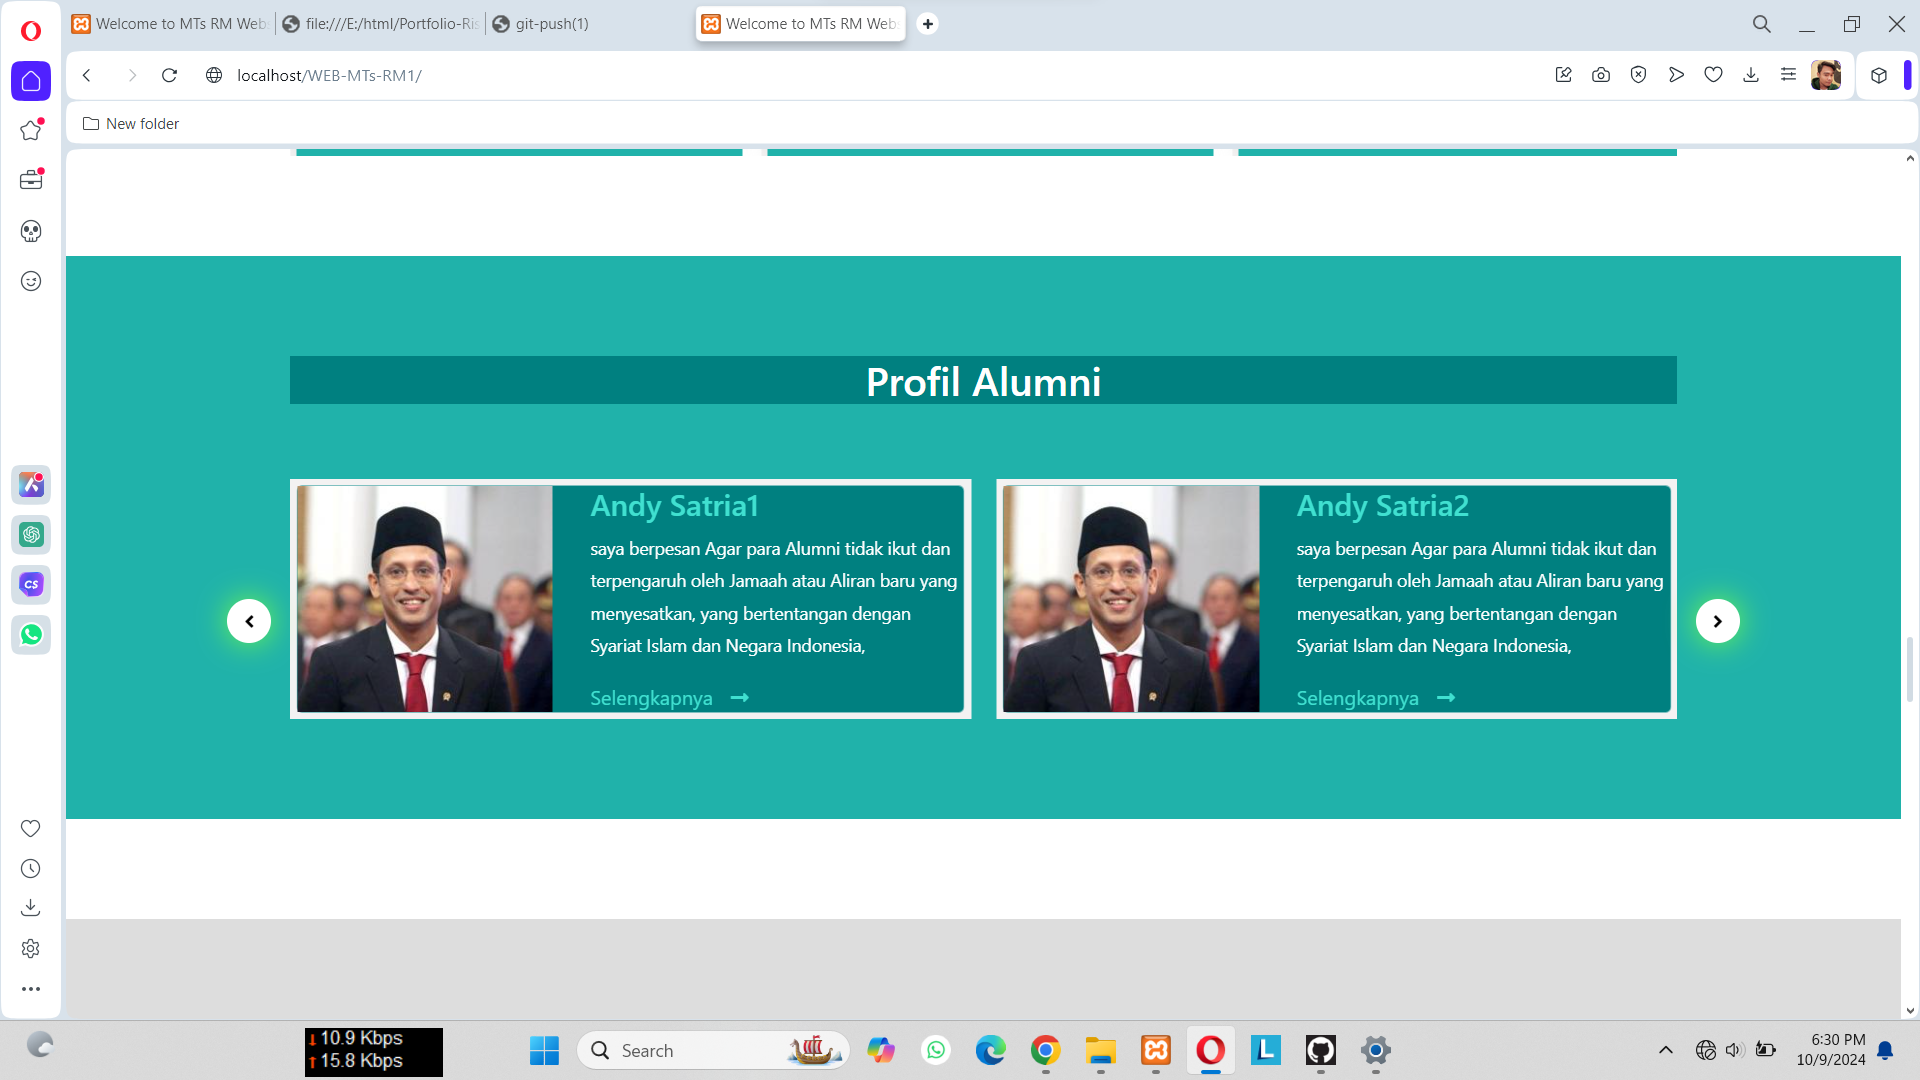 Welcome to MTs RM Webs
file:///E:/html/Portfolio-Ris
git-push(1)
Welcome to MTs RM Webs
localhost/WEB-MTs-RM1/
New folder
Profil Alumni
Andy Satria1
saya berpesan Agar para Alumni tidak ikut dan
terpengaruh oleh Jamaah atau Aliran baru yang
menyesatkan, yang bertentangan dengan
Syariat Islam dan Negara Indonesia,
Selengkapnya
Andy Satria2
saya berpesan Agar para Alumni tidak ikut dan
terpengaruh oleh Jamaah atau Aliran baru yang
menyesatkan, yang bertentangan dengan
Syariat Islam dan Negara Indonesia,
Selengkapnya
CS
10.9 Kbps
15.8 Kbps
Search
L
6:30 PM
10/9/2024